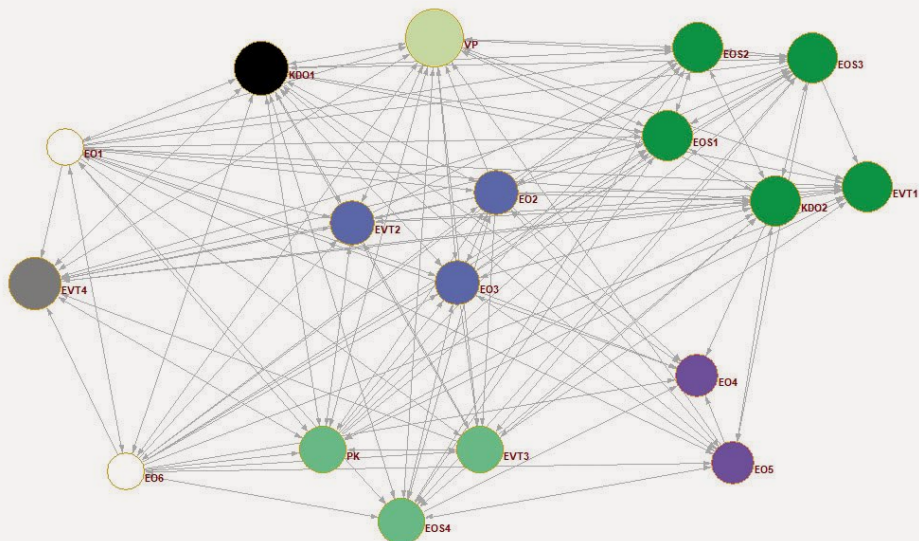 VP
EOS2
EOS3
KDO1
EOS1
EO1
EVT1
EO2
KDO2
EVT2
EVT4
EO3
EO4
PK
EVT3
EO5
EO6
EOS4